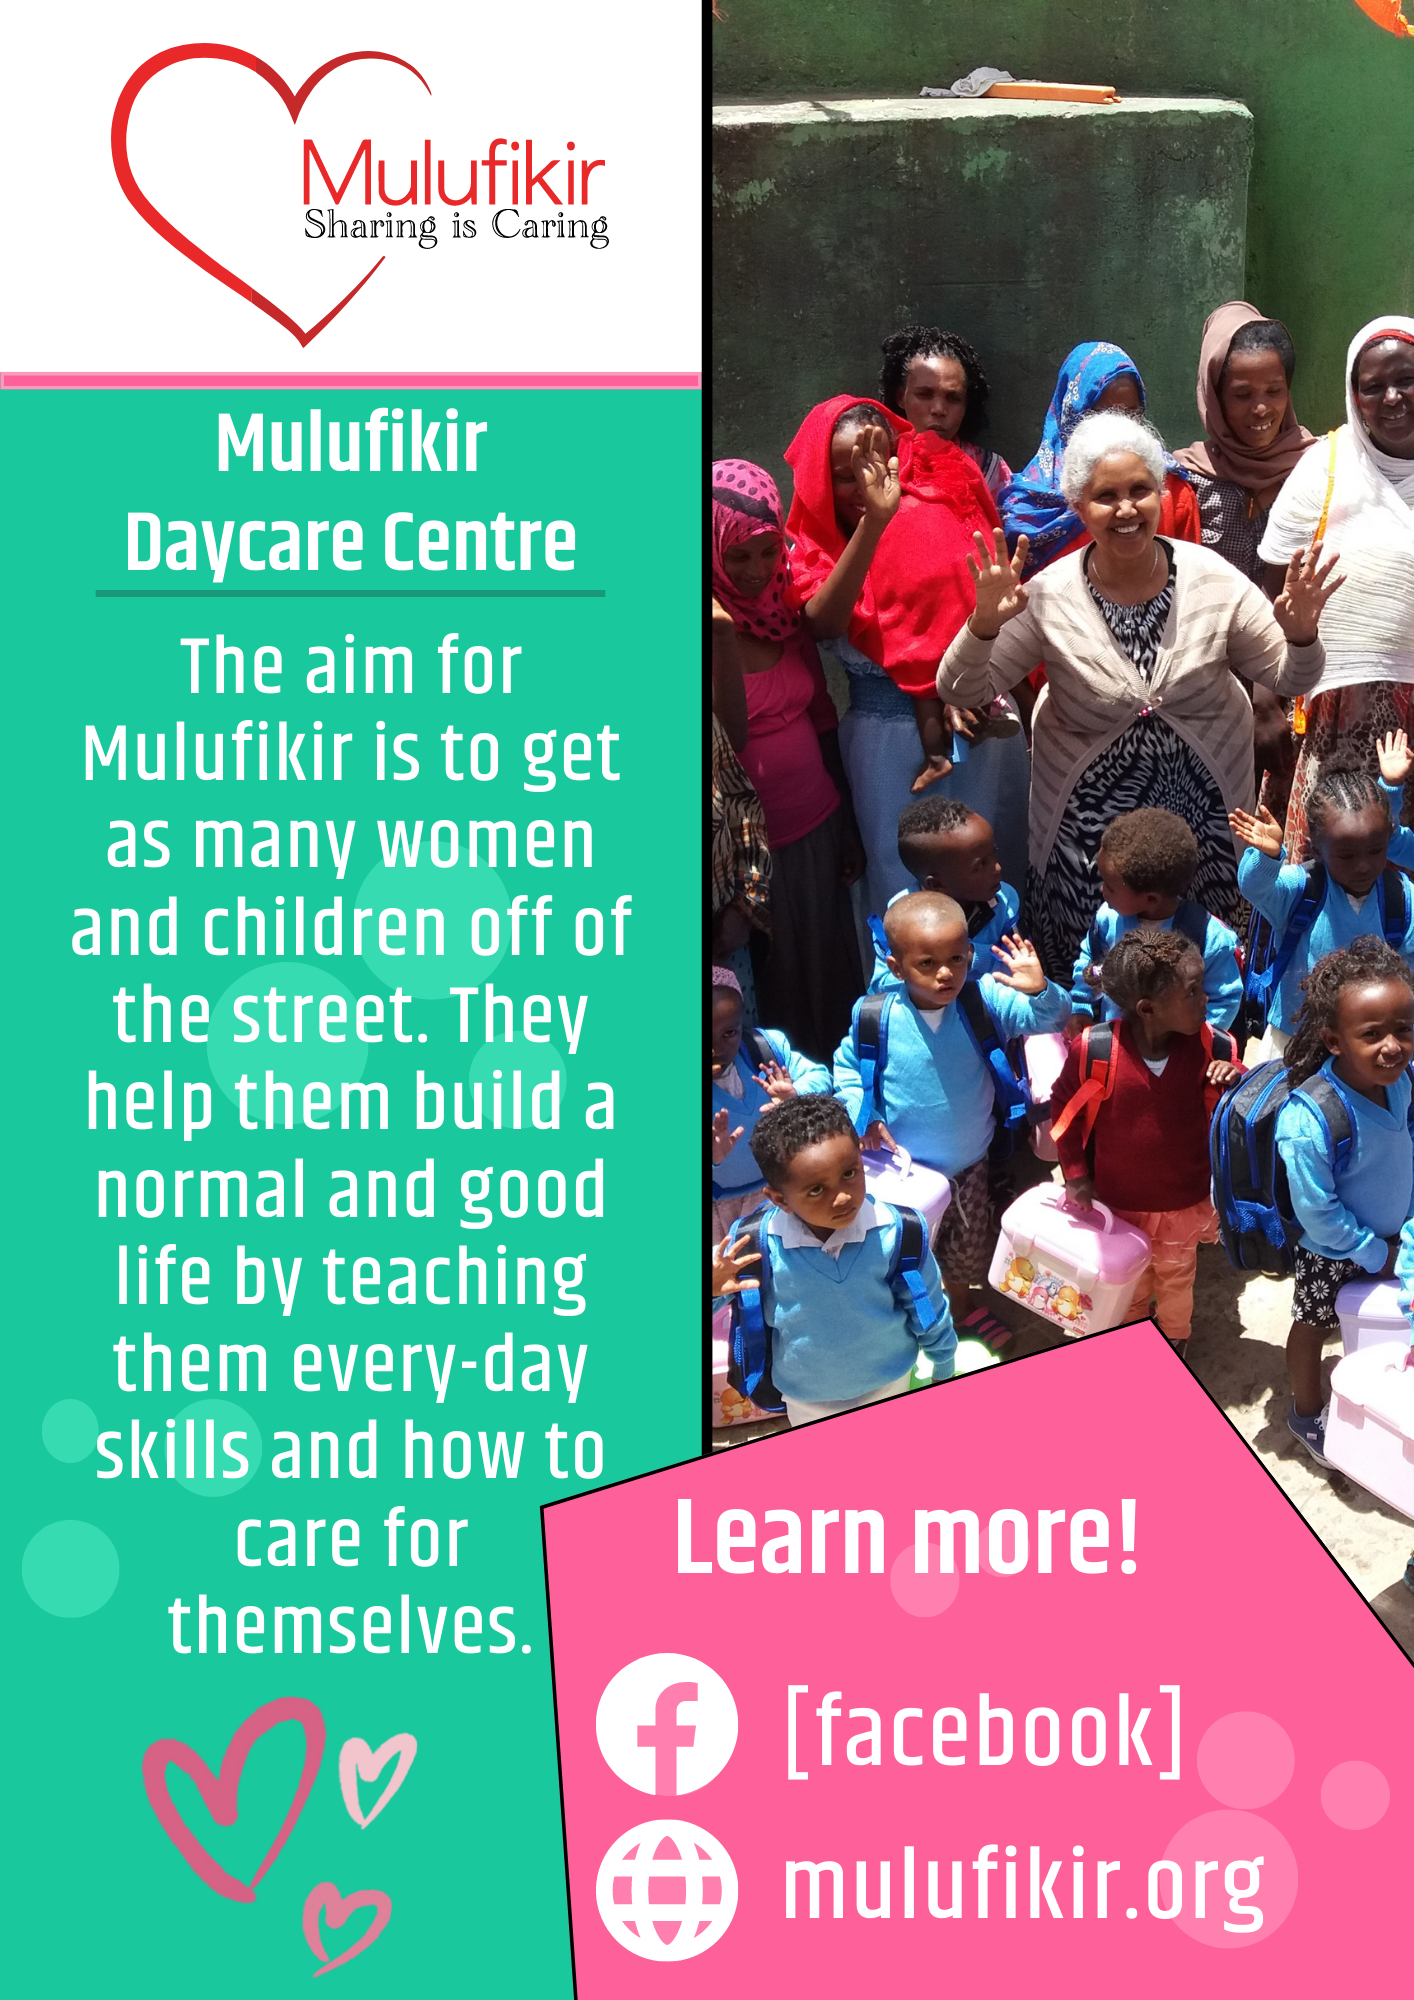 Mulufikir
Sharing is Caring
Mulufikir
Daycare Centre
The aim for
Mulufikir is to get
as many women
and children off of
the street. They
help them build a
normal and good
life by teaching
them every-day
skills and how to
care for
themselves.
Learn more!
[facebook]
mulufikir.org